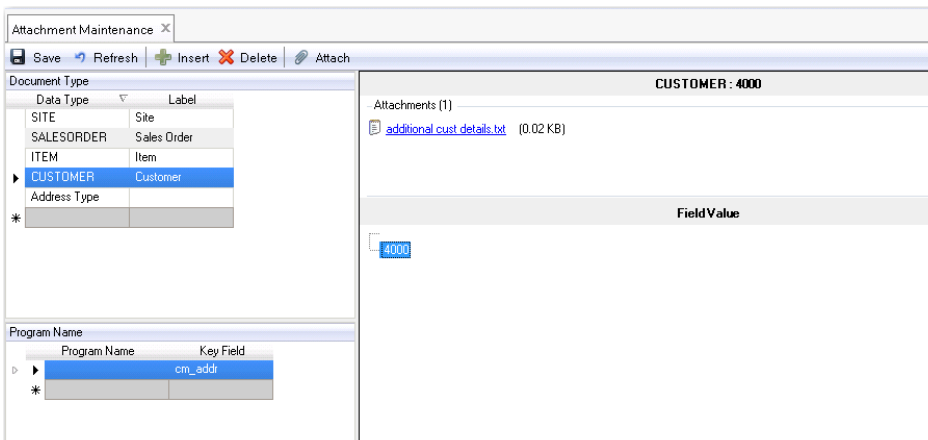 Attachment Maintenance X
Save Refresh Insert Delete Attach
Document Type
Data Type Label
SITE Site
SALESORDER Sales Order
ITEM Item
CUSTOMER Customer
Address Type
Program Name
Program Name Key Field
cm_addr
CUSTOMER : 4000
Attachments (1)
additional cust details.txt (0.02 KB)
Field Value
4000